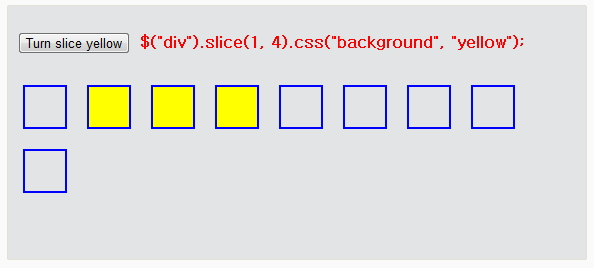 Turn slice yellow $("div").slice(1, 4).css("background", "yellow");